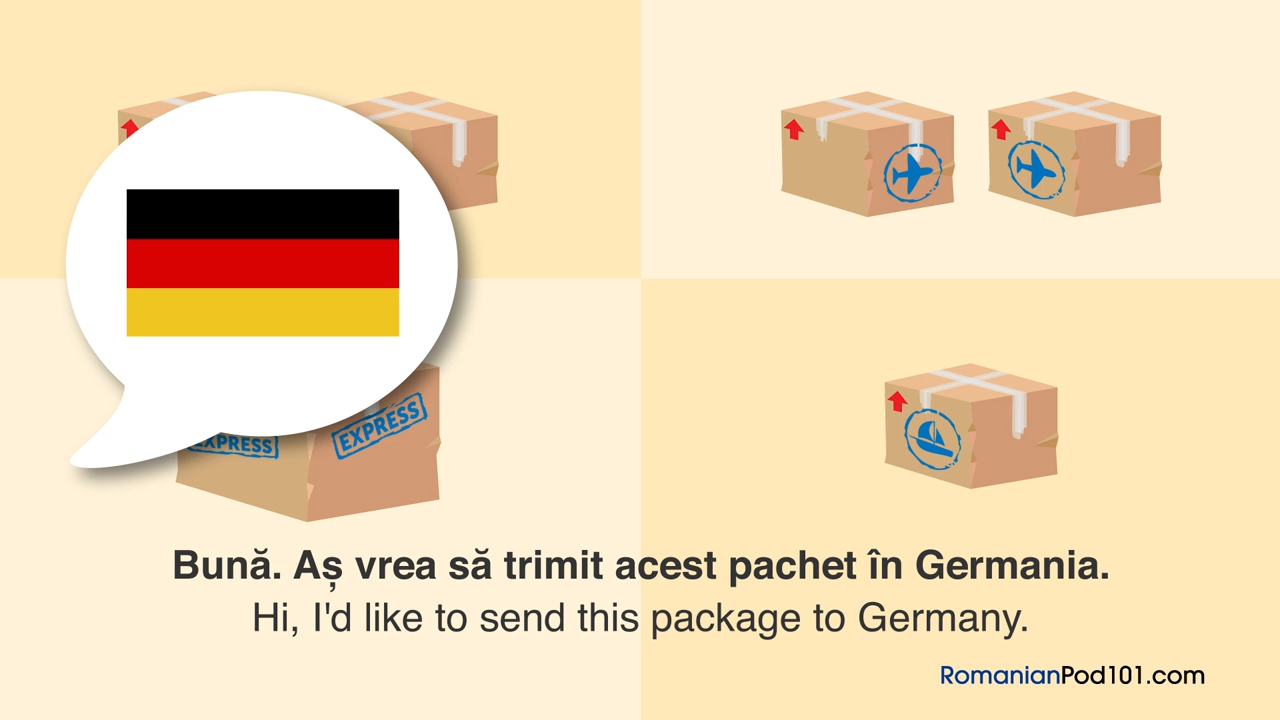 EXPRESS
EXPRESS
Bună. Aș vrea să trimit acest pachet în Germania.
Hi, I'd like to send this package to Germany.
RomanianPod101.com